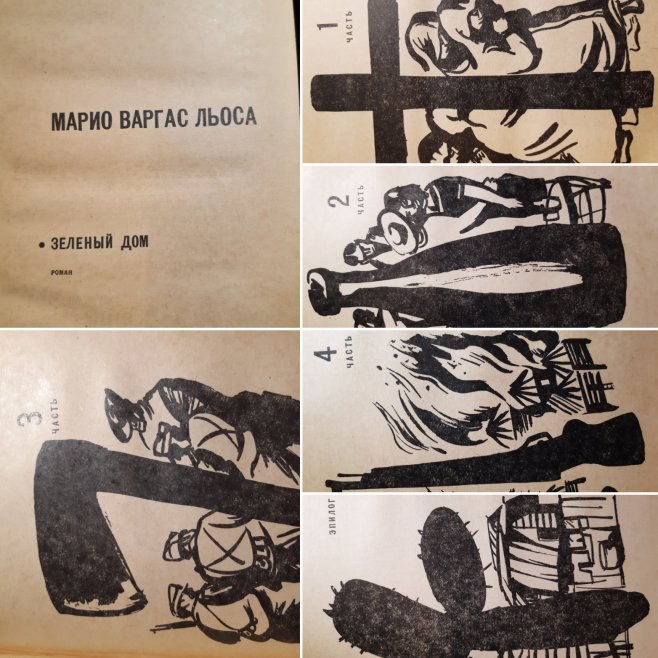 МАРИО ВАРГАС ЛЬОСА
• ЗЕЛЕНЫЙ ДОМ
РОМАН
1
ЧАСТЬ
2
ЧАСТЬ
3
ЧАСТЬ
4
ЧАСТЬ
ЭПИЛОГ